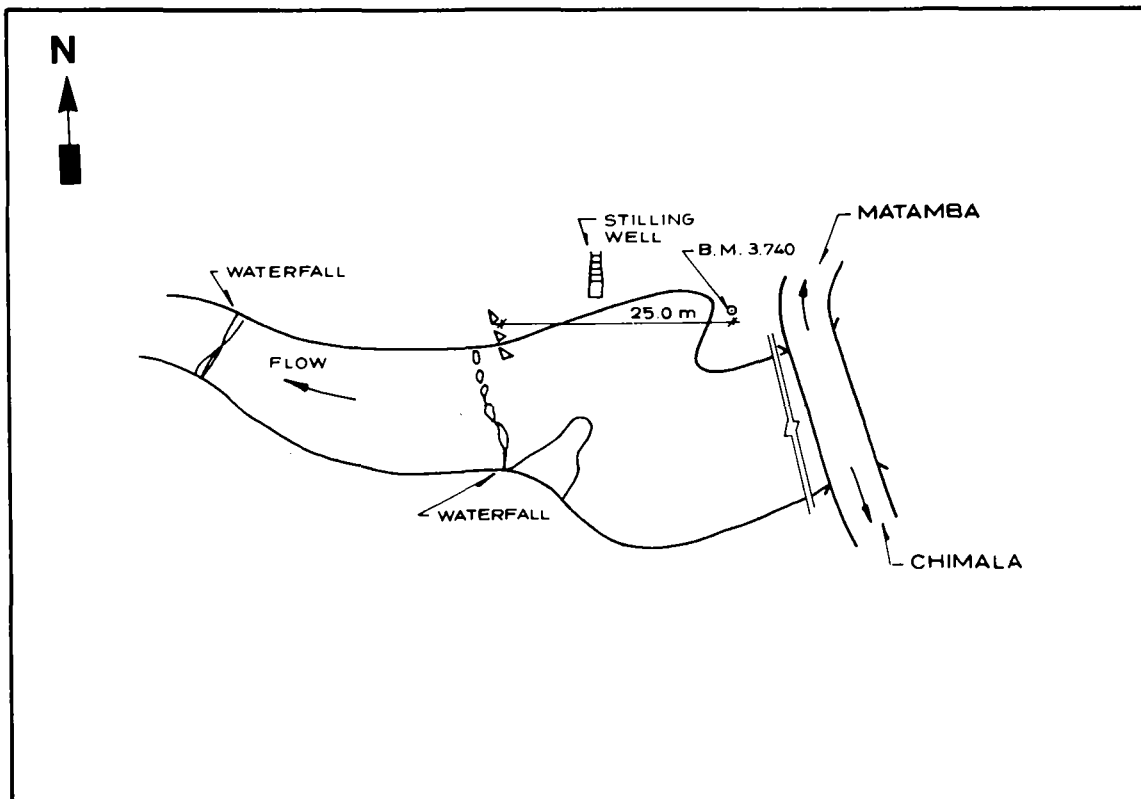 N
MATAMBA
STILLING
WELL
B.M. 3.740
WATERFALL
25.0 m
FLOW
WATERFALL
CHIMALA